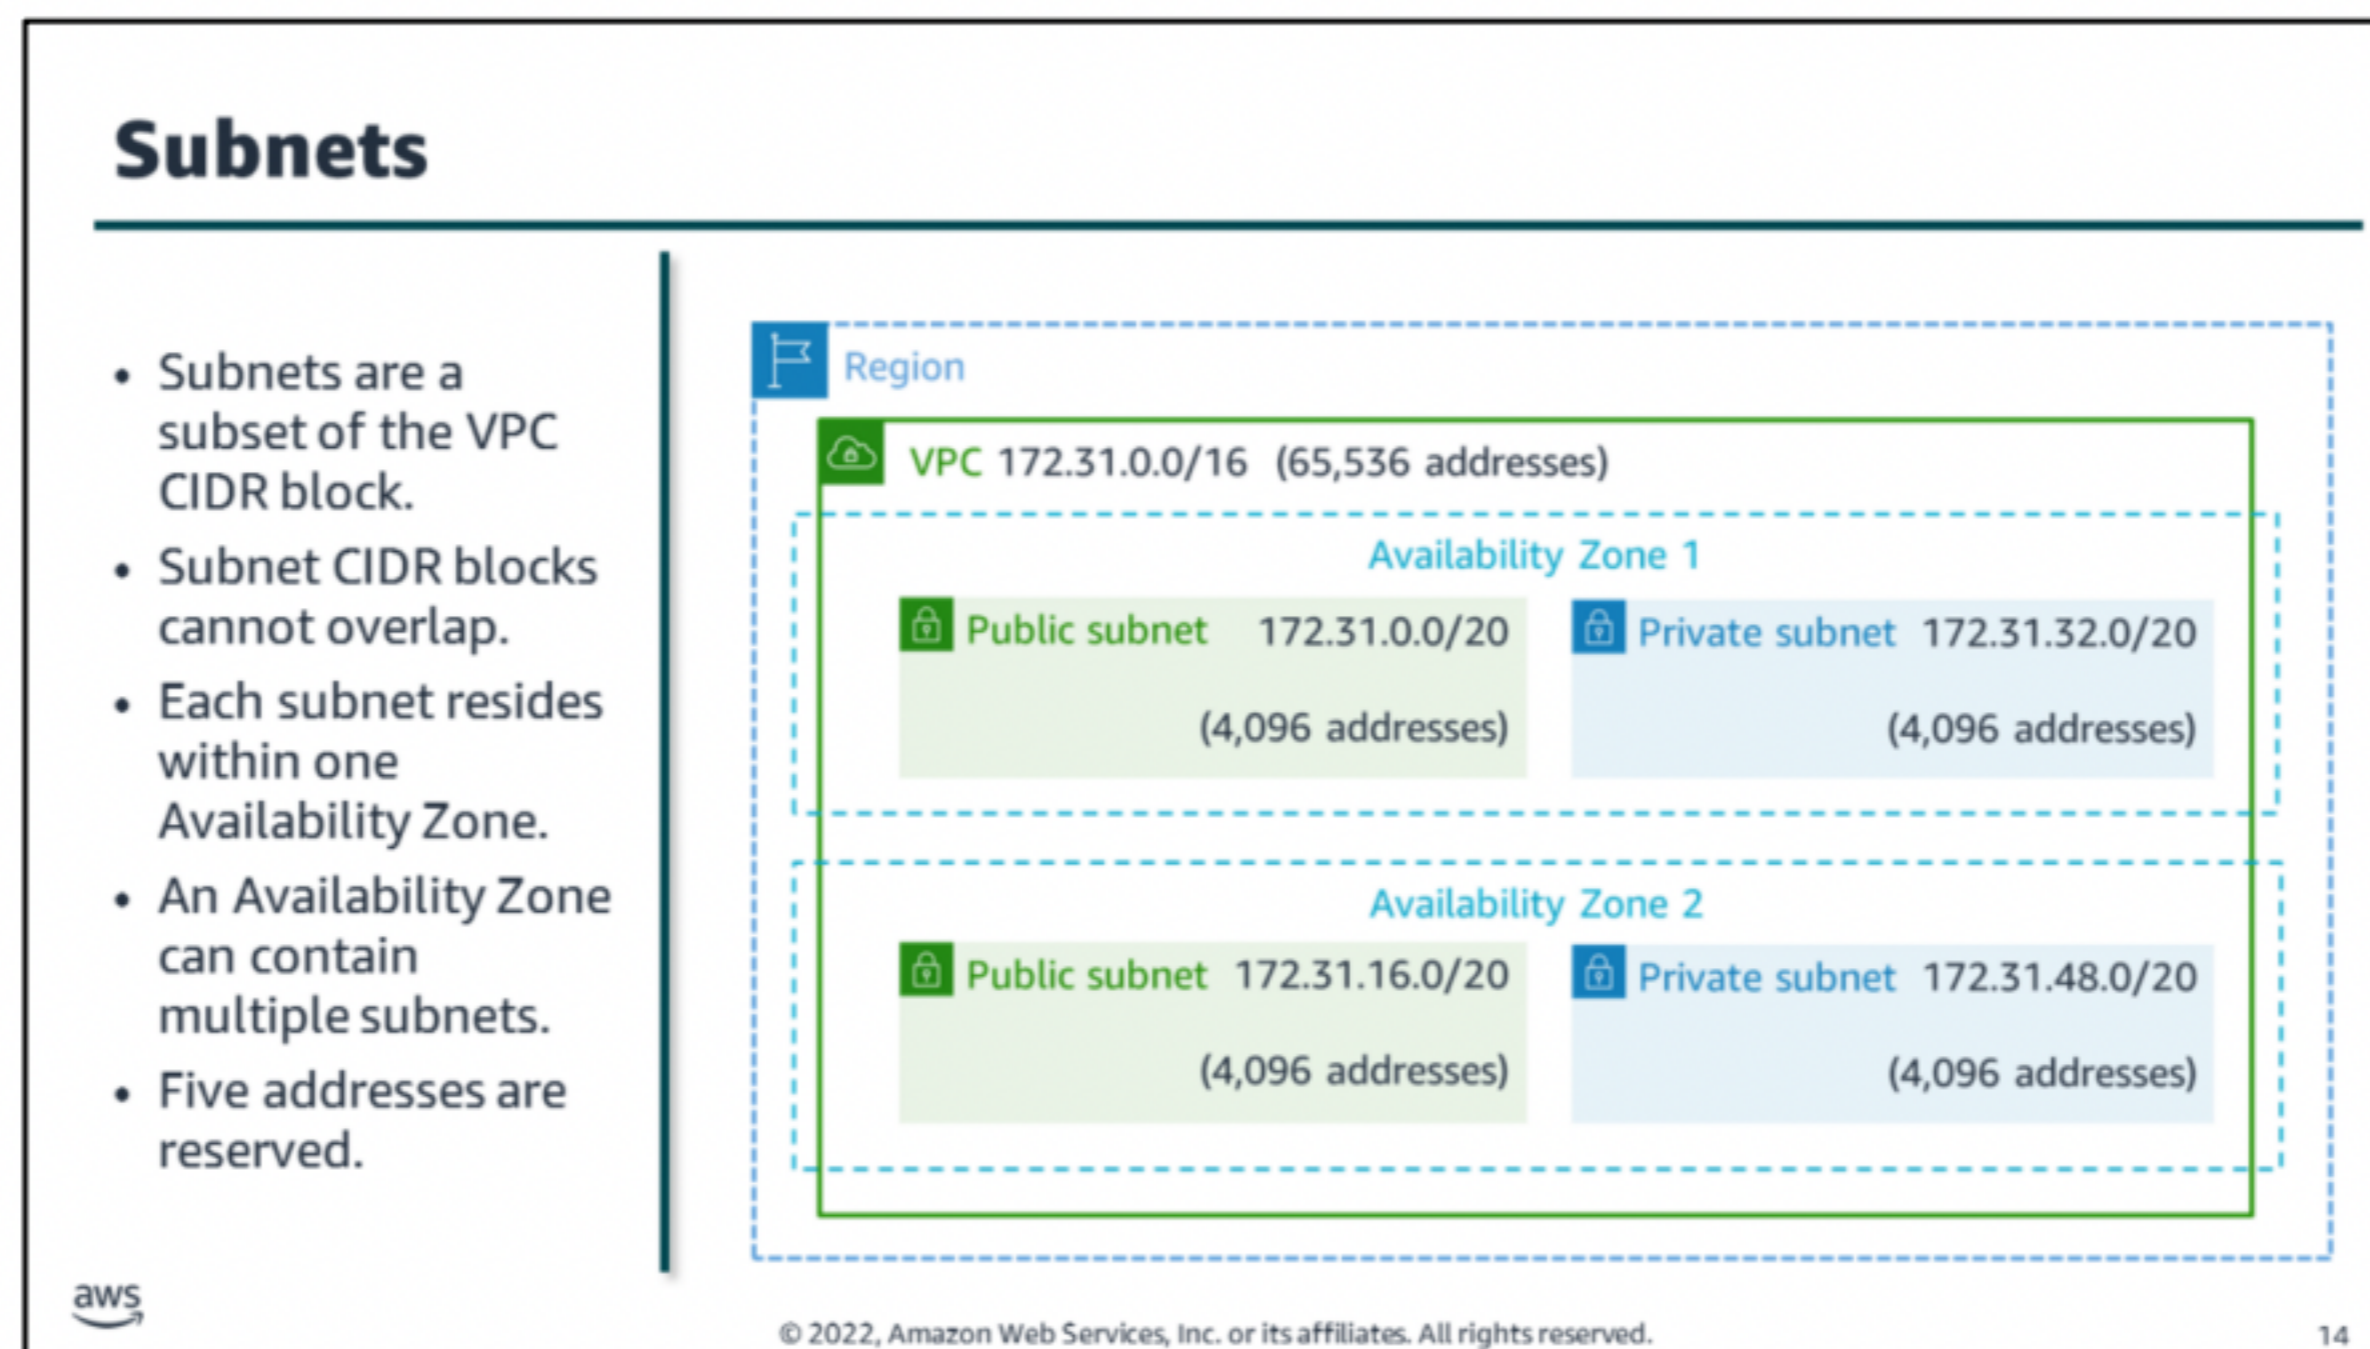 Subnets
• Subnets are a
subset of the VPC
CIDR block.
• Subnet CIDR blocks
cannot overlap.
• Each subnet resides
within one
Availability Zone.
• An Availability Zone
can contain
multiple subnets.
• Five addresses are
reserved.
Region
VPC 172.31.0.0/16 (65,536 addresses)
Availability Zone 1
Public subnet 172.31.0.0/20
(4,096 addresses)
Private subnet 172.31.32.0/20
(4,096 addresses)
Availability Zone 2
Public subnet 172.31.16.0/20
(4,096 addresses)
Private subnet 172.31.48.0/20
(4,096 addresses)
aws
© 2022, Amazon Web Services, Inc. or its affiliates. All rights reserved.
14